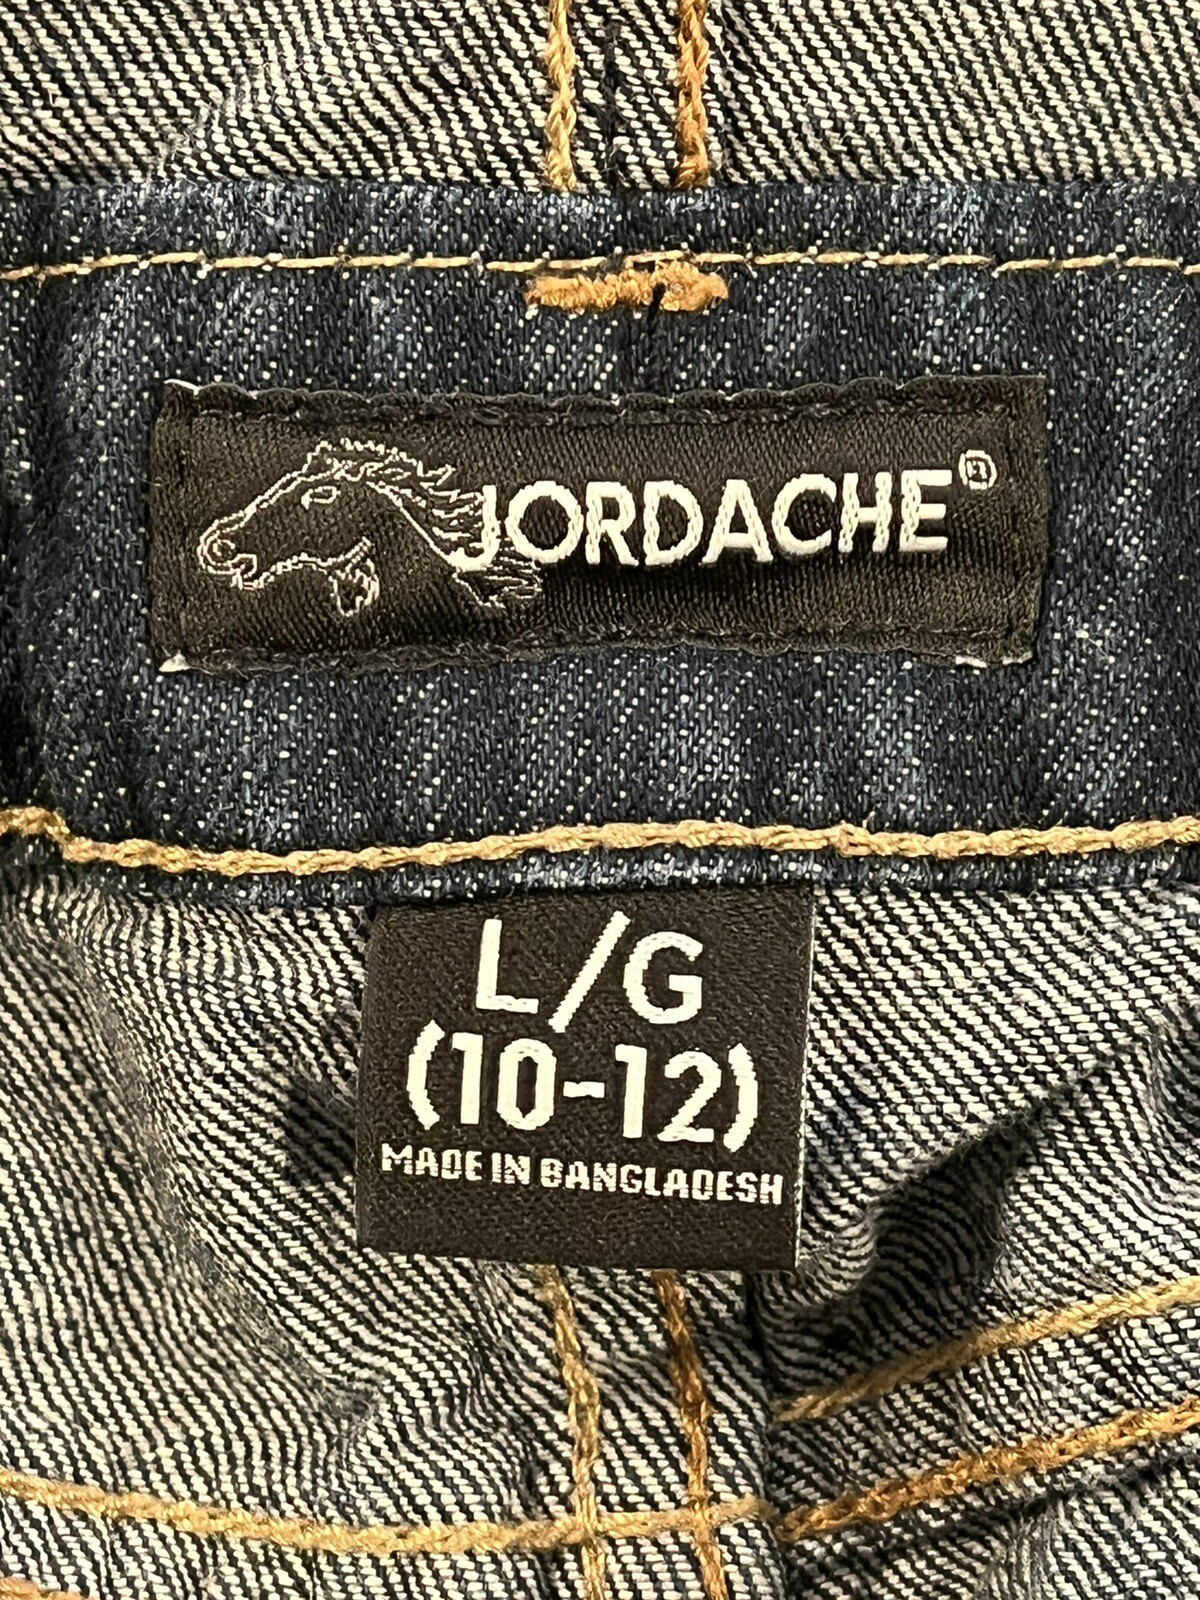 JORDACHE®
L/G
(10-12)
MADE IN BANGLADESH